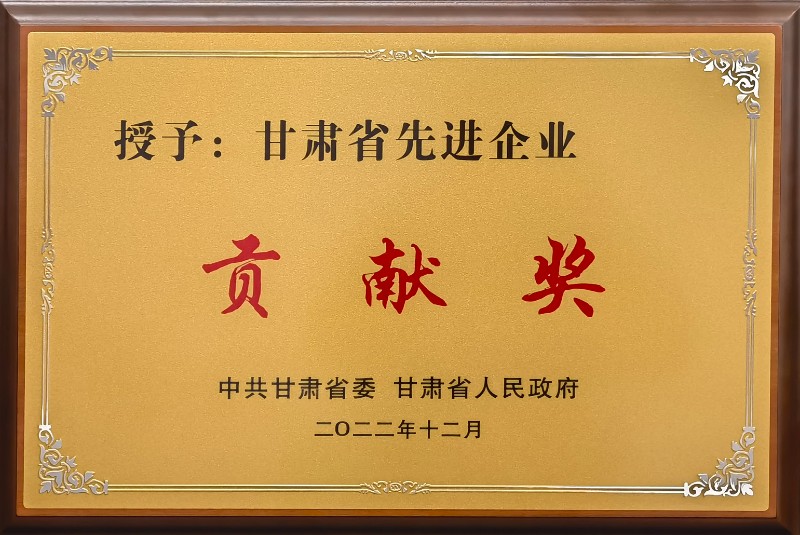 授予：甘肃省先进企业
贡献奖
中共甘肃省委 甘肃省人民政府
二〇二二年十二月